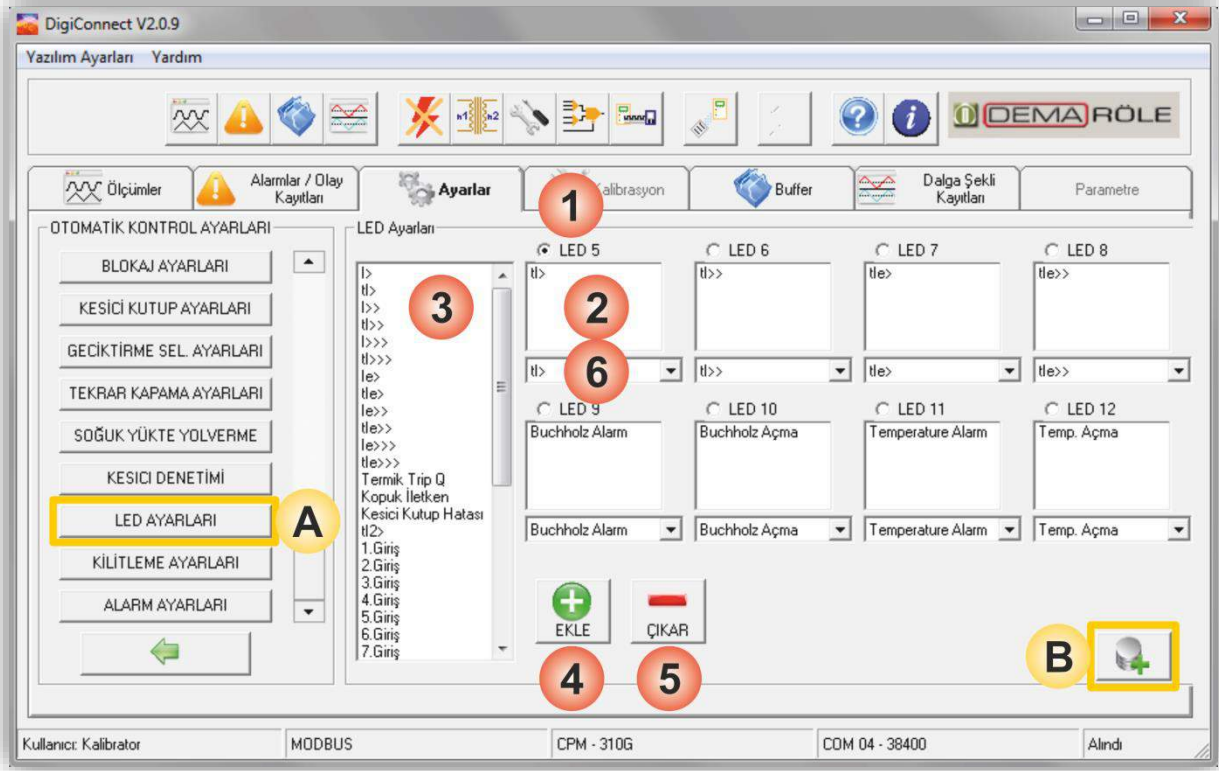 DigiConnect V2.0.9
Yazılım Ayarları Yardım
n1 n2
DEMA RÖLE
Ölçümler
Alarmlar / Olay
Kayıtları
Ayarlar
Kalibrasyon
Buffer
Dalga Şekli
Kayıtları
Parametre
1
OTOMATİK KONTROL AYARLARI
BLOKAJ AYARLARI
KESİCİ KUTUP AYARLARI
GECİKTİRME SEL. AYARLARI
TEKRAR KAPAMA AYARLARI
SOĞUK YÜKTE YOLVERME
KESICI DENETİMİ
LED AYARLARI
A
KİLİTLEME AYARLARI
ALARM AYARLARI
LED Ayarları
I>
tI>
I>>
tI>>
I>>>
tI>>>
Ie>
tIe>
Ie>>
tIe>>
Ie>>>
tIe>>>
Termik Trip Q
Kopuk İletken
Kesici Kutup Hatası
tI2>
1.Giriş
2.Giriş
3.Giriş
4.Giriş
5.Giriş
6.Giriş
7.Giriş
3
LED 5
tI>
2
tI>
6
LED 6
tI>>
tI>>
LED 7
tIe>
tIe>
LED 8
tIe>>
tIe>>
LED 9
Buchholz Alarm
Buchholz Alarm
LED 10
Buchholz Açma
Buchholz Açma
LED 11
Temperature Alarm
Temperature Alarm
LED 12
Temp. Açma
Temp. Açma
EKLE
4
ÇIKAR
5
B
Kullanıcı: Kalibrator
MODBUS
CPM - 310G
COM 04 - 38400
Alındı